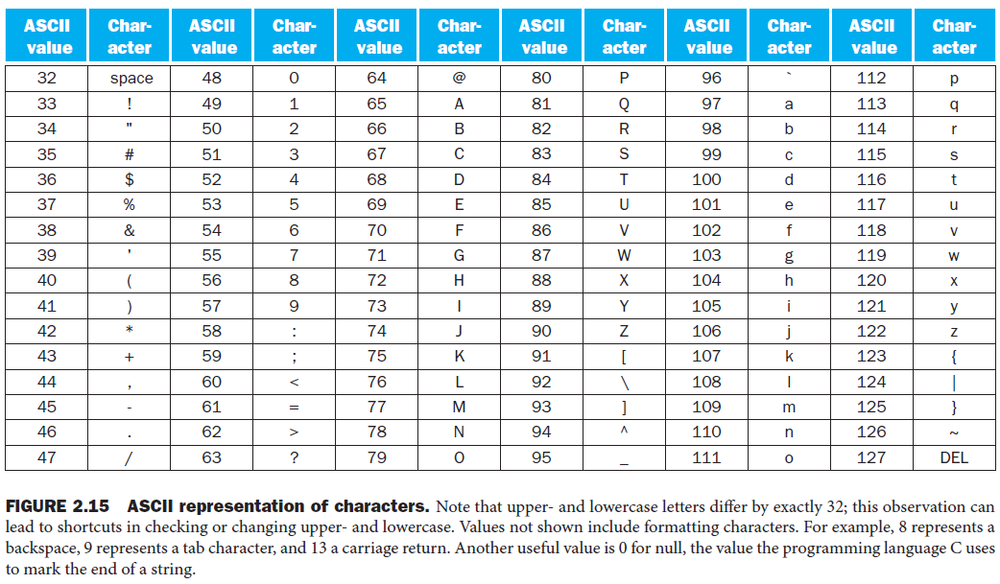 ASCII value Char-acter ASCII value Char-acter ASCII value Char-acter ASCII value Char-acter ASCII value Char-acter ASCII value Char-acter
32 space 48 0 64 @ 80 P 96 ` 112 p
33 ! 49 1 65 A 81 Q 97 a 113 q
34 " 50 2 66 B 82 R 98 b 114 r
35 # 51 3 67 C 83 S 99 c 115 s
36 $ 52 4 68 D 84 T 100 d 116 t
37 % 53 5 69 E 85 U 101 e 117 u
38 & 54 6 70 F 86 V 102 f 118 v
39 ' 55 7 71 G 87 W 103 g 119 w
40 ( 56 8 72 H 88 X 104 h 120 x
41 ) 57 9 73 I 89 Y 105 i 121 y
42 * 58 : 74 J 90 Z 106 j 122 z
43 + 59 ; 75 K 91 [ 107 k 123 {
44 , 60 < 76 L 92 \ 108 l 124 |
45 - 61 = 77 M 93 ] 109 m 125 }
46 . 62 > 78 N 94 ^ 110 n 126 ~
47 / 63 ? 79 O 95 _ 111 o 127 DEL
FIGURE 2.15 ASCII representation of characters. Note that upper- and lowercase letters differ by exactly 32; this observation can
lead to shortcuts in checking or changing upper- and lowercase. Values not shown include formatting characters. For example, 8 represents a
backspace, 9 represents a tab character, and 13 a carriage return. Another useful value is 0 for null, the value the programming language C uses
to mark the end of a string.